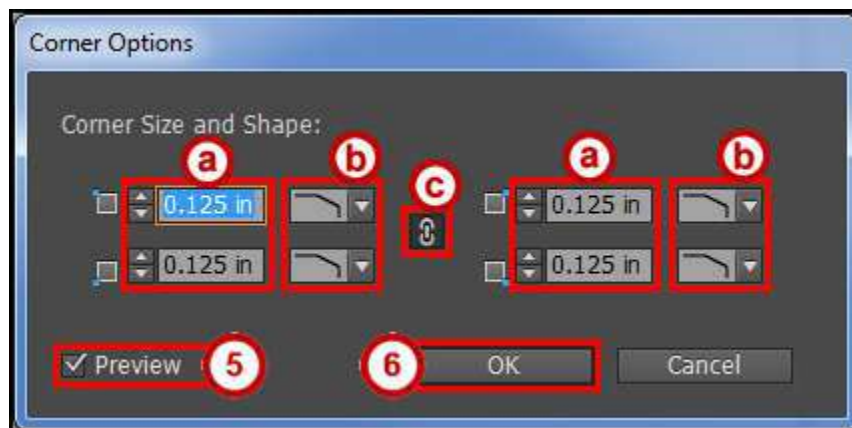 Corner Options
Corner Size and Shape:
a b a b
c
0.125 in 0.125 in
0.125 in 0.125 in
Preview 5 6 OK Cancel